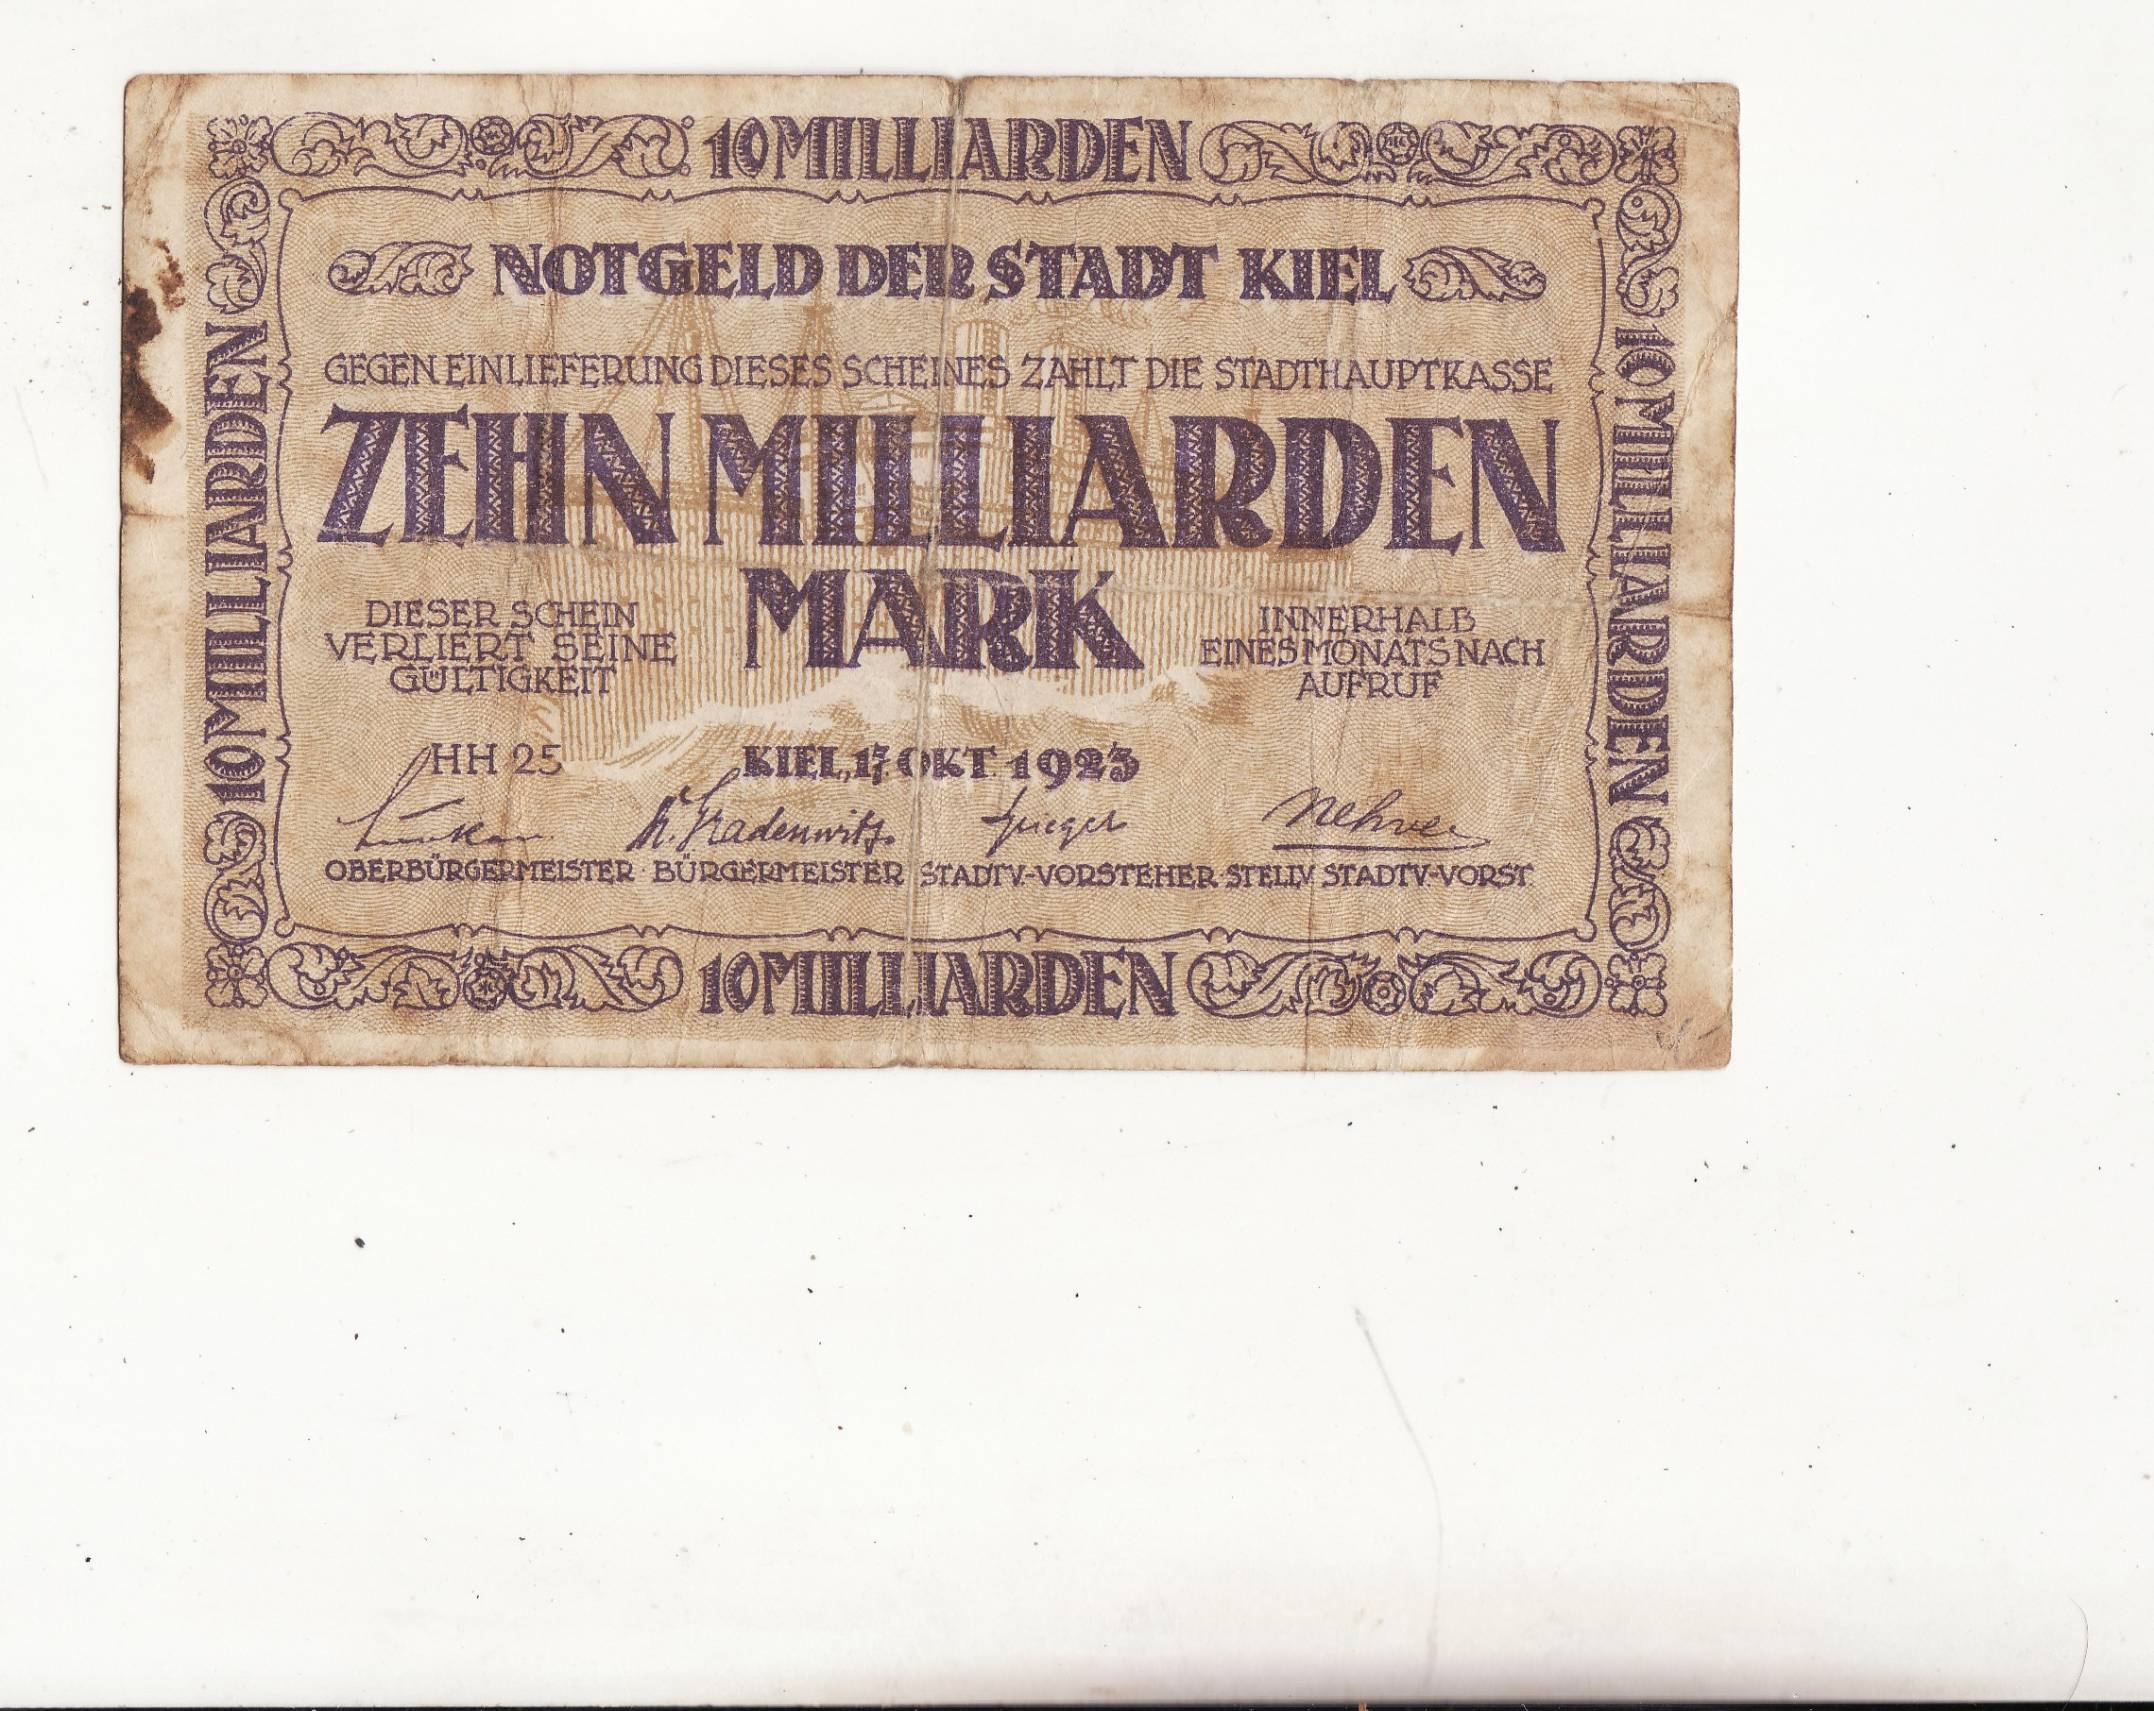 10 MILLIARDEN
NOTGELD DER STADT KIEL
GEGEN EINLIEFERUNG DIESES SCHEINES ZAHLT DIE STADTHAUPTKASSE
ZEHN MILLIARDEN
MARK
DIESER SCHEIN
VERLIERT SEINE
GÜLTIGKEIT
INNERHALB
EINES MONATS NACH
AUFRUF
HH 25
KIEL, 17. OKT. 1923
K. Gradenwitz
OBERBÜRGERMEISTER BÜRGERMEISTER STADTV.-VORSTEHER STELLV. STADTV.-VORST.
10 MILLIARDEN
10 MILLIARDEN
10 MILLIARDEN